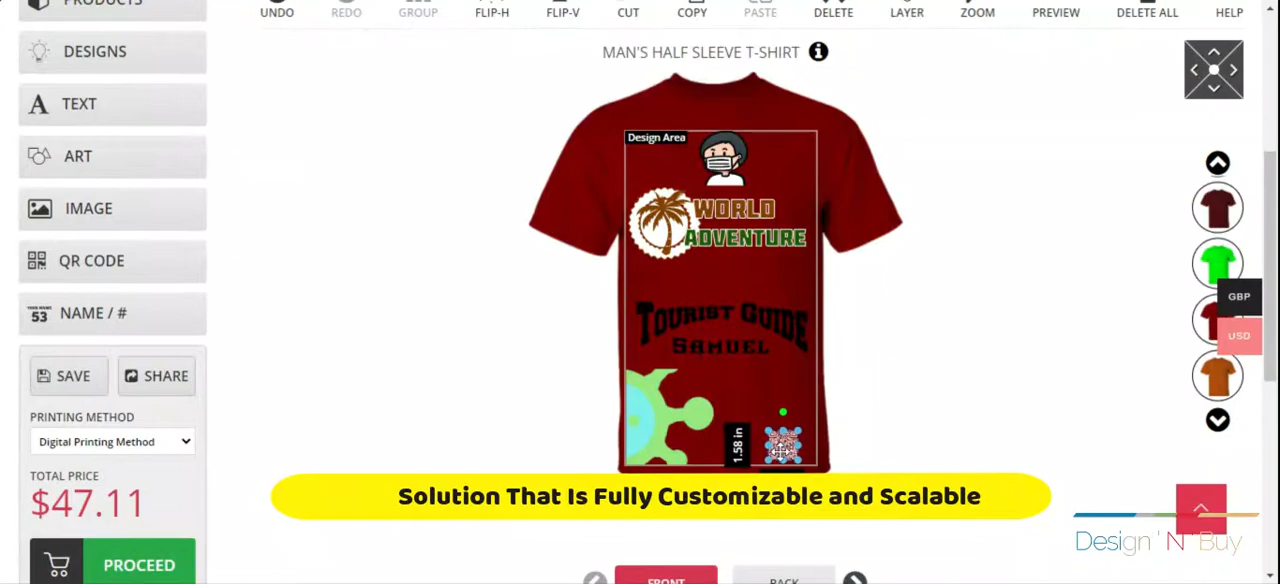 PRODUCTS
UNDO REDO GROUP FLIP-H FLIP-V CUT COPY PASTE DELETE LAYER ZOOM PREVIEW DELETE ALL HELP
DESIGNS
TEXT
ART
IMAGE
QR CODE
53 NAME / #
SAVE SHARE
PRINTING METHOD
Digital Printing Method
TOTAL PRICE
$47.11
PROCEED
MAN'S HALF SLEEVE T-SHIRT
Design Area
WORLD
ADVENTURE
TOURIST GUIDE
SAMUEL
1.58 in
GBP
USD
Solution That Is Fully Customizable and Scalable
Design 'N' Buy
FRONT BACK